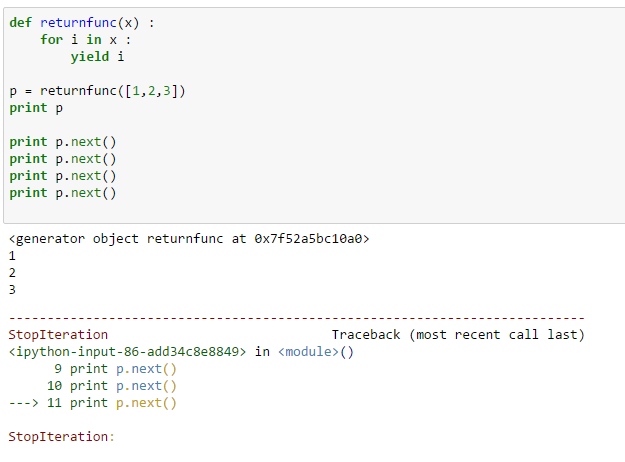 def returnfunc(x) :
    for i in x :
        yield i

p = returnfunc([1,2,3])
print p

print p.next()
print p.next()
print p.next()
print p.next()

<generator object returnfunc at 0x7f52a5bc10a0>
1
2
3

---------------------------------------------------------------------------
StopIteration                             Traceback (most recent call last)
<ipython-input-86-add34c8e8849> in <module>()
      9 print p.next()
     10 print p.next()
---> 11 print p.next()

StopIteration: